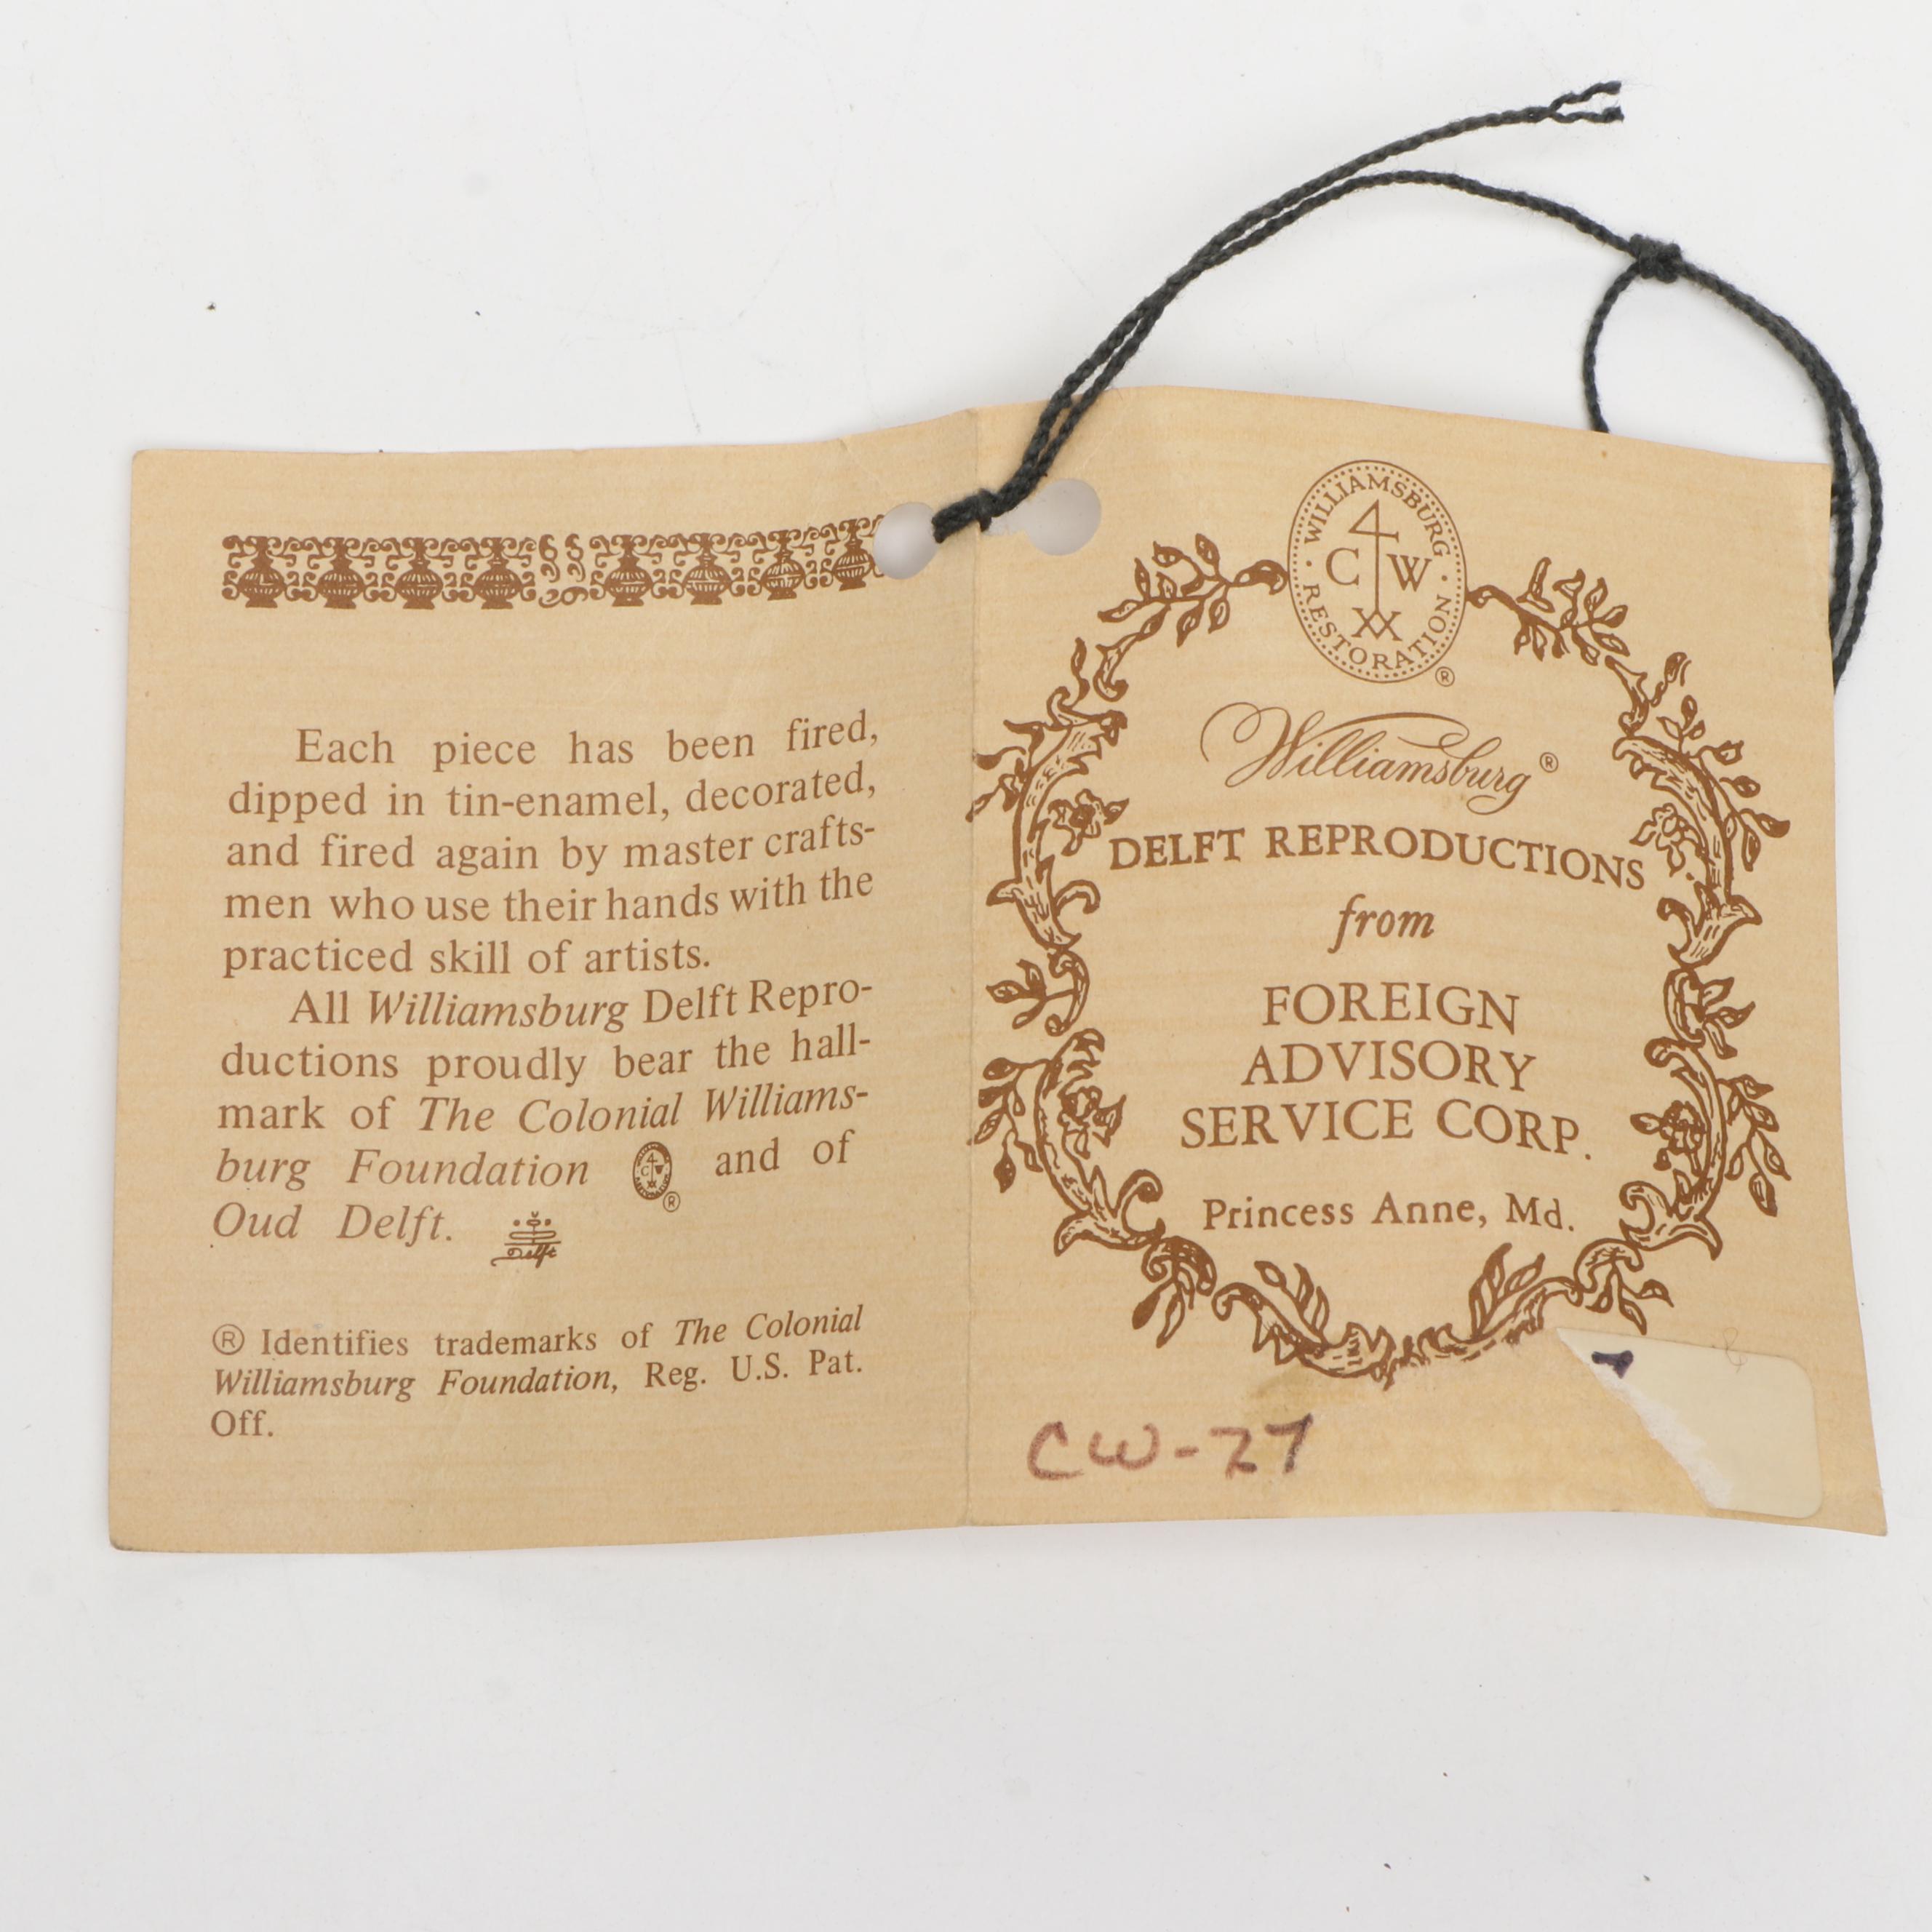 Each piece has been fired,
dipped in tin-enamel, decorated,
and fired again by master crafts-
men who use their hands with the
practiced skill of artists.
All Williamsburg Delft Repro-
ductions proudly bear the hall-
mark of The Colonial Williams-
burg Foundation ® and of
Oud Delft. Delft
® Identifies trademarks of The Colonial
Williamsburg Foundation, Reg. U.S. Pat.
Off.
WILLIAMSBURG
C W
RESTORATION
®
Williamsburg®
DELFT REPRODUCTIONS
from
FOREIGN
ADVISORY
SERVICE CORP.
Princess Anne, Md.
CW-27